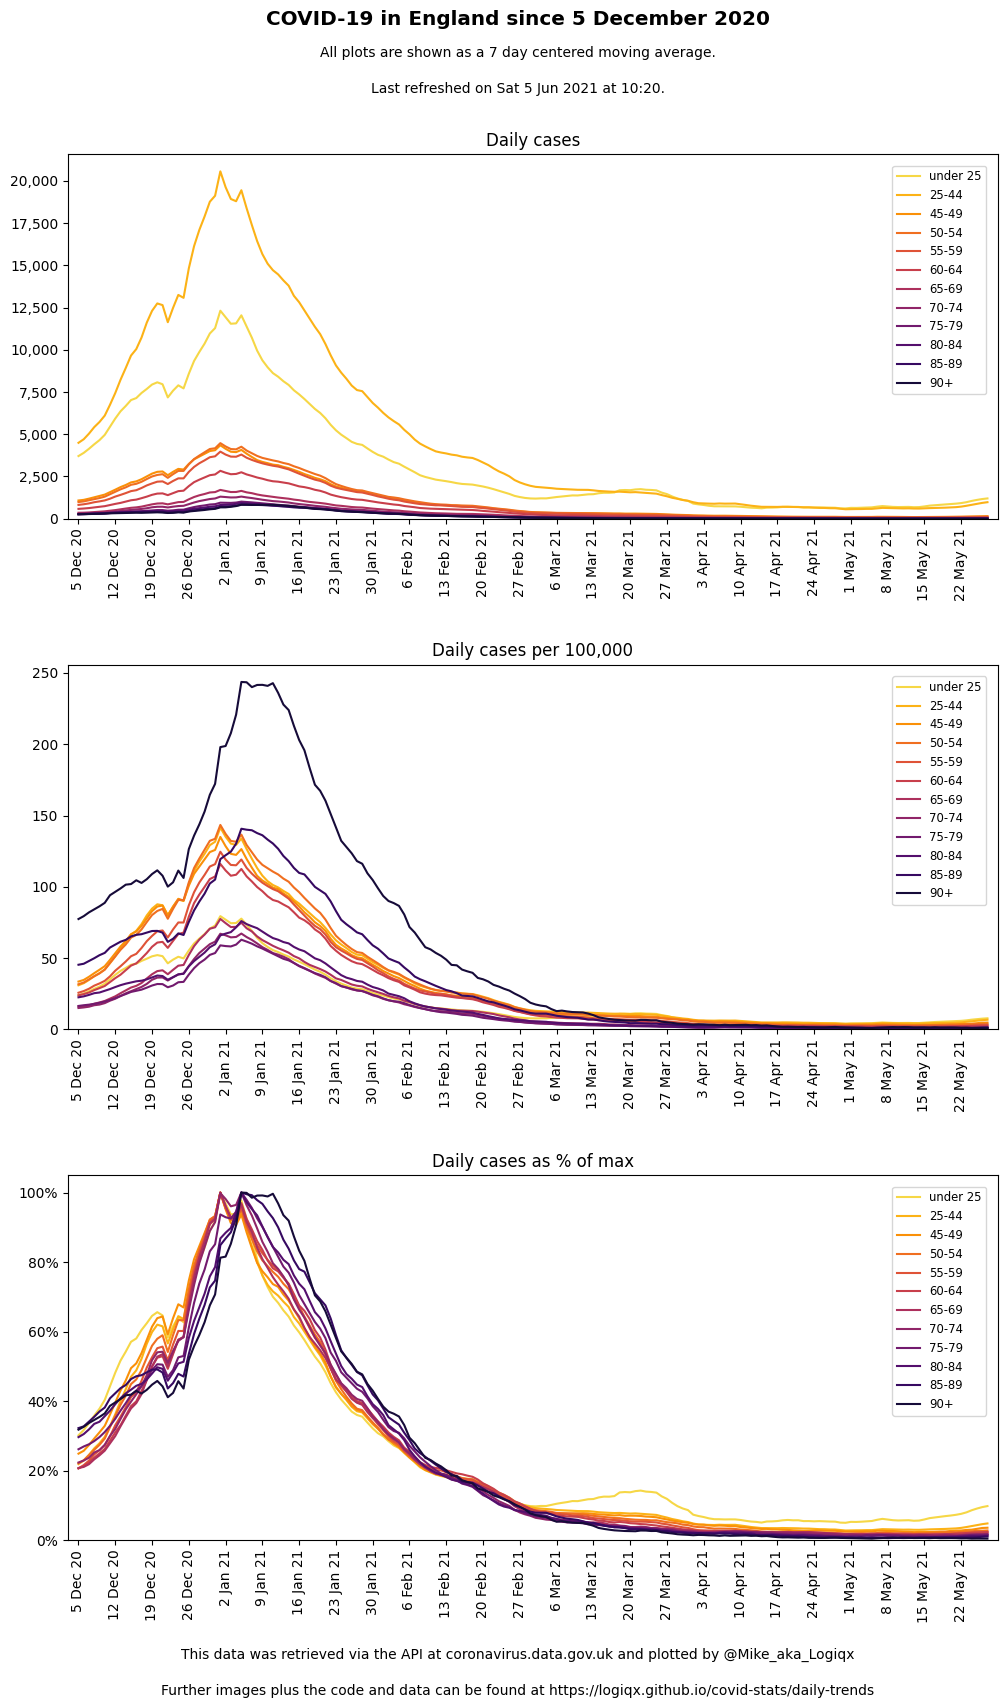 COVID-19 in England since 5 December 2020
All plots are shown as a 7 day centered moving average.
Last refreshed on Sat 5 Jun 2021 at 10:20.
Daily cases
20,000
17,500
15,000
12,500
10,000
7,500
5,000
2,500
0
under 25
25-44
45-49
50-54
55-59
60-64
65-69
70-74
75-79
80-84
85-89
90+
5 Dec 20
12 Dec 20
19 Dec 20
26 Dec 20
2 Jan 21
9 Jan 21
16 Jan 21
23 Jan 21
30 Jan 21
6 Feb 21
13 Feb 21
20 Feb 21
27 Feb 21
6 Mar 21
13 Mar 21
20 Mar 21
27 Mar 21
3 Apr 21
10 Apr 21
17 Apr 21
24 Apr 21
1 May 21
8 May 21
15 May 21
22 May 21
Daily cases per 100,000
250
200
150
100
50
0
under 25
25-44
45-49
50-54
55-59
60-64
65-69
70-74
75-79
80-84
85-89
90+
5 Dec 20
12 Dec 20
19 Dec 20
26 Dec 20
2 Jan 21
9 Jan 21
16 Jan 21
23 Jan 21
30 Jan 21
6 Feb 21
13 Feb 21
20 Feb 21
27 Feb 21
6 Mar 21
13 Mar 21
20 Mar 21
27 Mar 21
3 Apr 21
10 Apr 21
17 Apr 21
24 Apr 21
1 May 21
8 May 21
15 May 21
22 May 21
Daily cases as % of max
100%
80%
60%
40%
20%
0%
under 25
25-44
45-49
50-54
55-59
60-64
65-69
70-74
75-79
80-84
85-89
90+
5 Dec 20
12 Dec 20
19 Dec 20
26 Dec 20
2 Jan 21
9 Jan 21
16 Jan 21
23 Jan 21
30 Jan 21
6 Feb 21
13 Feb 21
20 Feb 21
27 Feb 21
6 Mar 21
13 Mar 21
20 Mar 21
27 Mar 21
3 Apr 21
10 Apr 21
17 Apr 21
24 Apr 21
1 May 21
8 May 21
15 May 21
22 May 21
This data was retrieved via the API at coronavirus.data.gov.uk and plotted by @Mike_aka_Logiqx
Further images plus the code and data can be found at https://logiqx.github.io/covid-stats/daily-trends